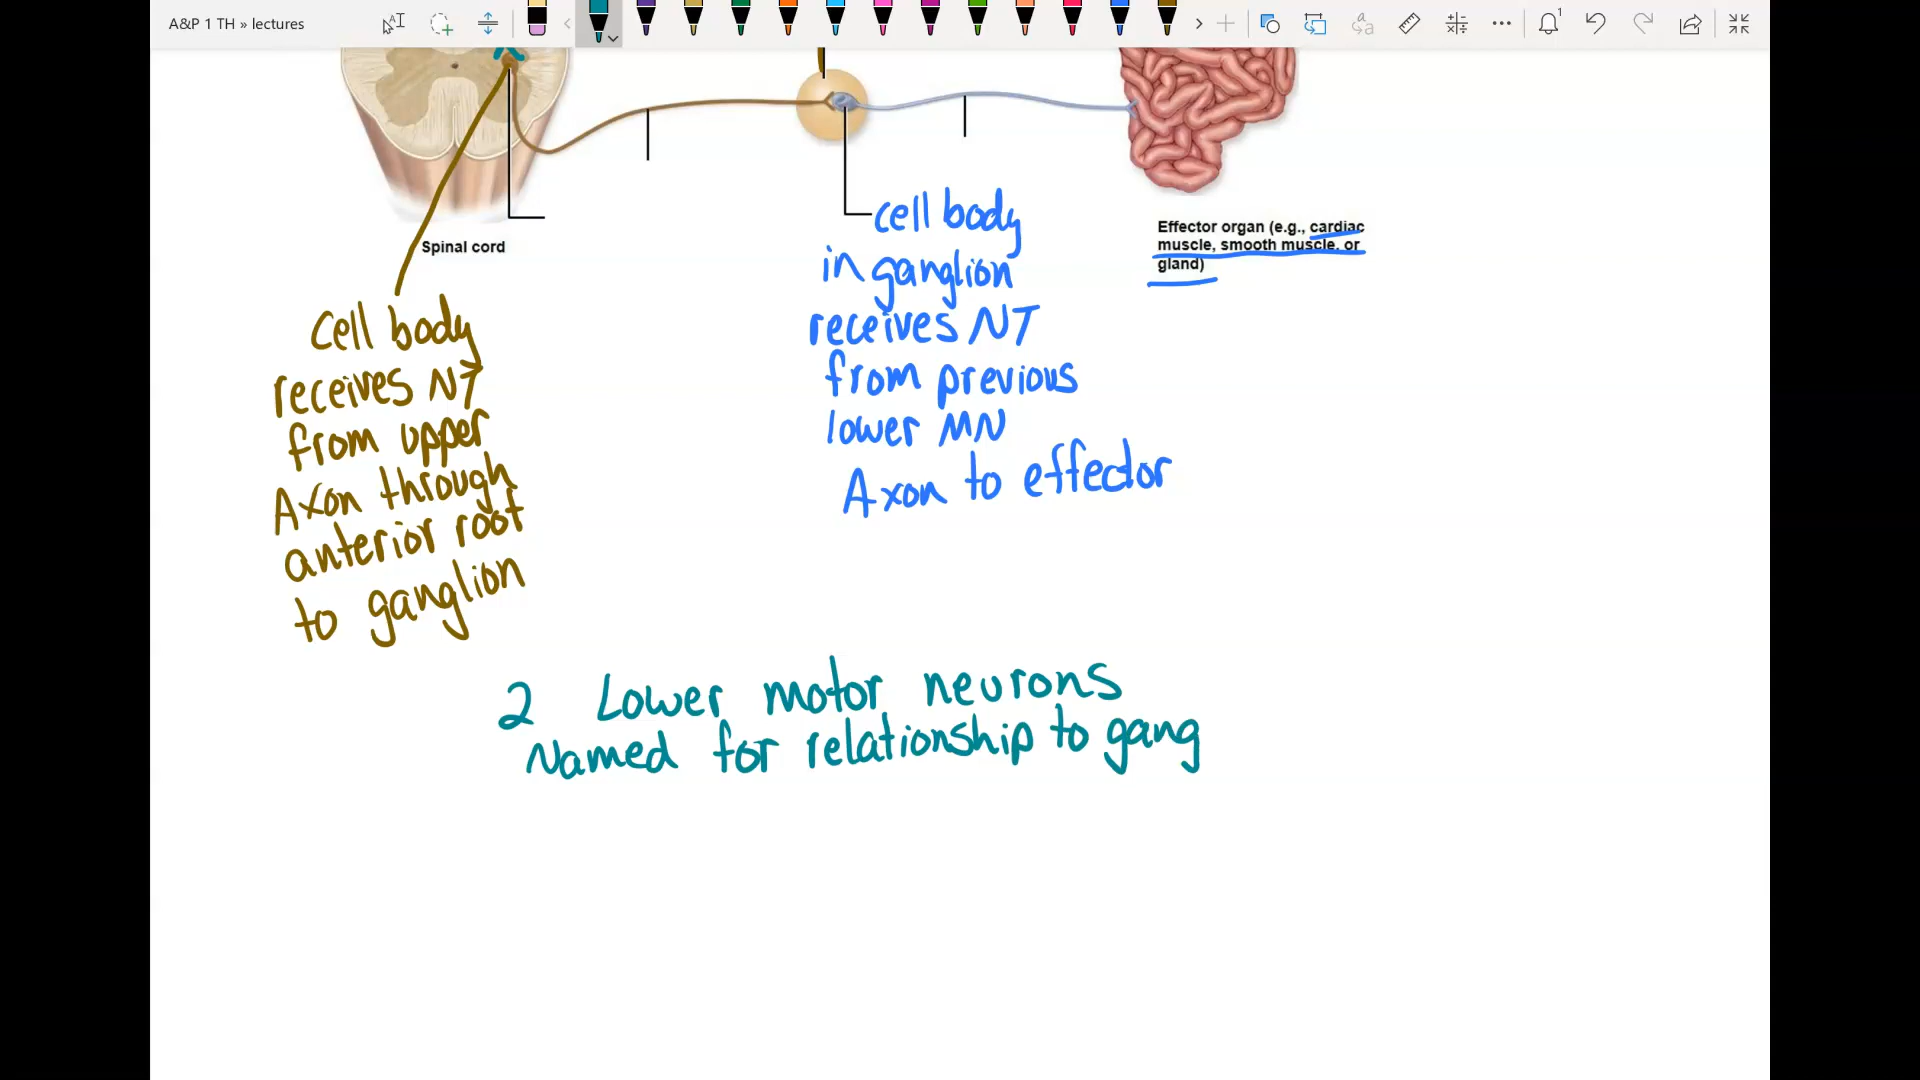 A&P 1 TH » lectures
Spinal cord
Effector organ (e.g., cardiac
muscle, smooth muscle, or
gland)
Cell body
receives NT
from upper
Axon through
anterior root
to ganglion
cell body
in ganglion
receives NT
from previous
lower MN
Axon to effector
2 Lower motor neurons
Named for relationship to gang